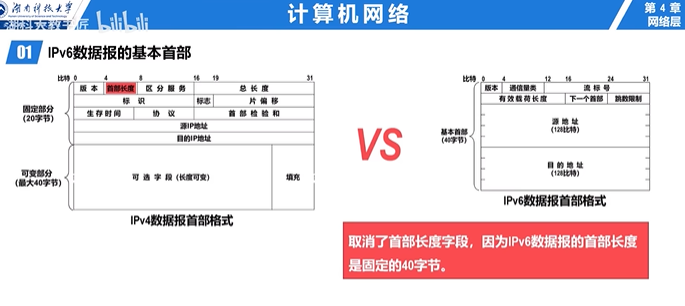 湖南科技大学
计算机网络
第 4 章
网络层
bilibili
01 IPv6数据报的基本首部
比特 0 4 8 16 19 31
固定部分
(20字节)
版 本 首部长度 区 分 服 务 总 长 度
标 识 标志 片 偏 移
生 存 时 间 协 议 首 部 检 验 和
源IP地址
目的IP地址
可变部分
(最大40字节)
可 选 字 段 (长度可变) 填充
IPv4数据报首部格式
VS
比特 0 4 12 16 24 31
基本首部
(40字节)
版本 通信量类 流 标 号
有 效 载 荷 长 度 下一个首部 跳数限制
源 地 址
(128比特)
目 的 地 址
(128比特)
IPv6数据报首部格式
取消了首部长度字段，因为IPv6数据报的首部长度
是固定的40字节。